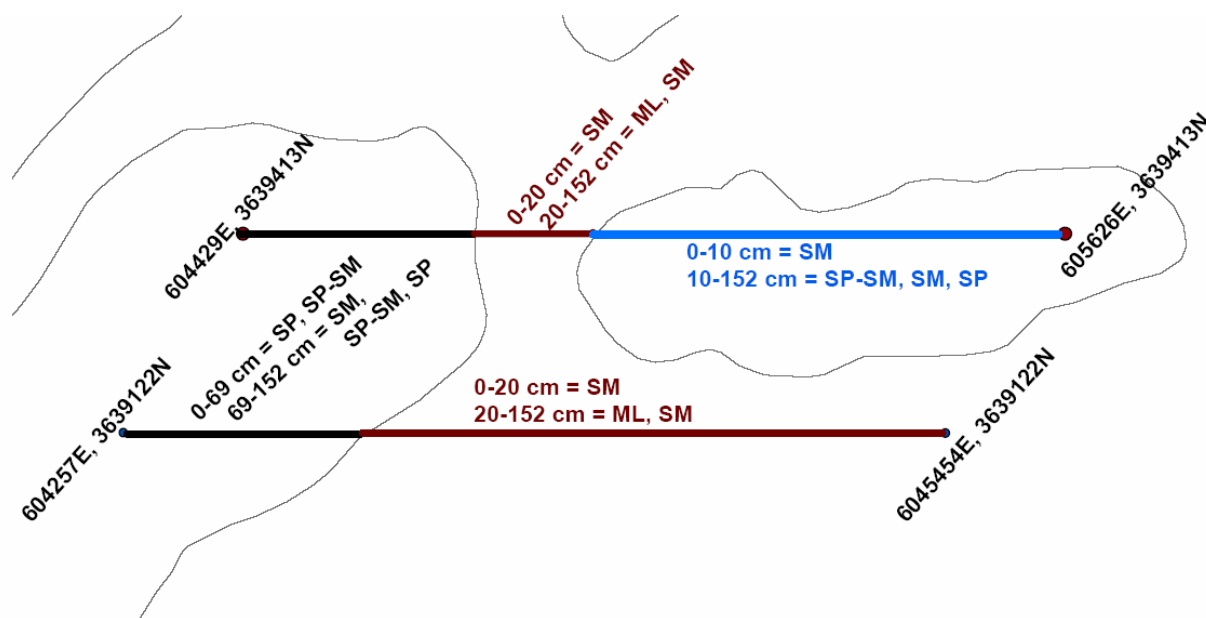 0-20 cm = SM
20-152 cm = ML, SM
604429E, 3639413N
605626E, 3639413N
0-10 cm = SM
10-152 cm = SP-SM, SM, SP
0-69 cm = SP, SP-SM
69-152 cm = SM,
SP-SM, SP
604257E, 3639122N
0-20 cm = SM
20-152 cm = ML, SM
6045454E, 3639122N